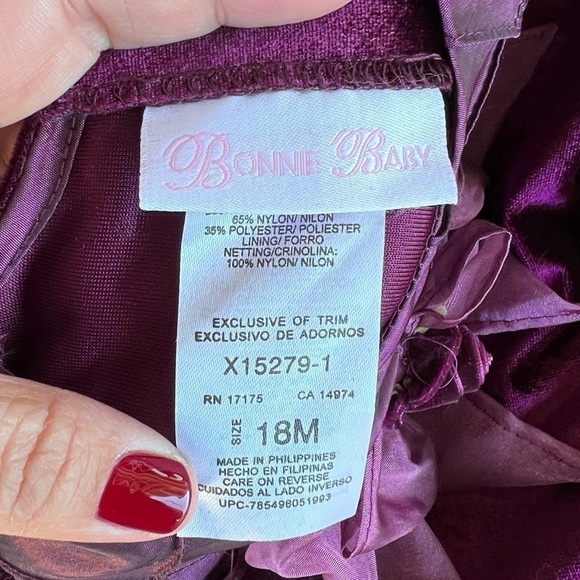 BONNIE BABY
65% NYLON/ NILON
35% POLYESTER/ POLIESTER
LINING/ FORRO
NETTING/CRINOLINA:
100% NYLON/ NILON
EXCLUSIVE OF TRIM
EXCLUSIVO DE ADORNOS
X15279-1
RN 17175 CA 14974
SIZE 18M
MADE IN PHILIPPINES
HECHO EN FILIPINAS
CARE ON REVERSE
CUIDADOS AL LADO INVERSO
UPC-785498051993